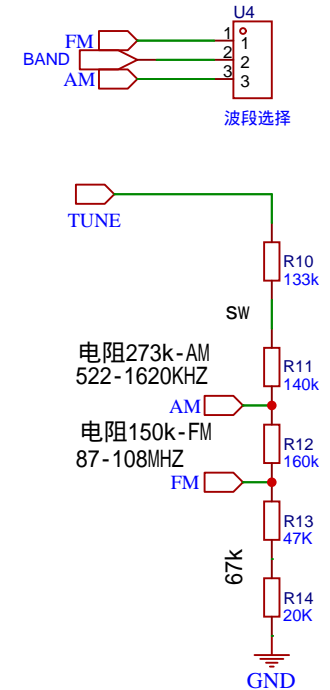 U4
FM
1
1
BAND
2
2
AM
3
3
波段选择
TUNE
R10
133k
SW
电阻273k-AM
522-1620KHZ
R11
140k
AM
电阻150k-FM
87-108MHZ
R12
160k
FM
R13
47K
67k
R14
20K
GND